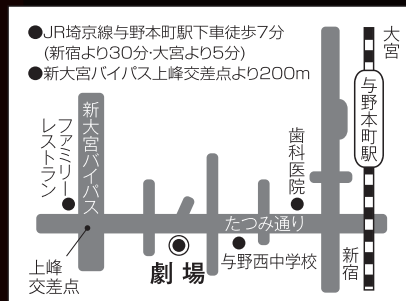 ●JR埼京線与野本町駅下車徒歩7分
(新宿より30分・大宮より5分)
●新大宮バイパス上峰交差点より200m
大宮
与野本町駅
新大宮バイパス
ファミリー
レストラン
歯科医院
たつみ通り
上峰
交差点
劇場
与野西中学校
新宿